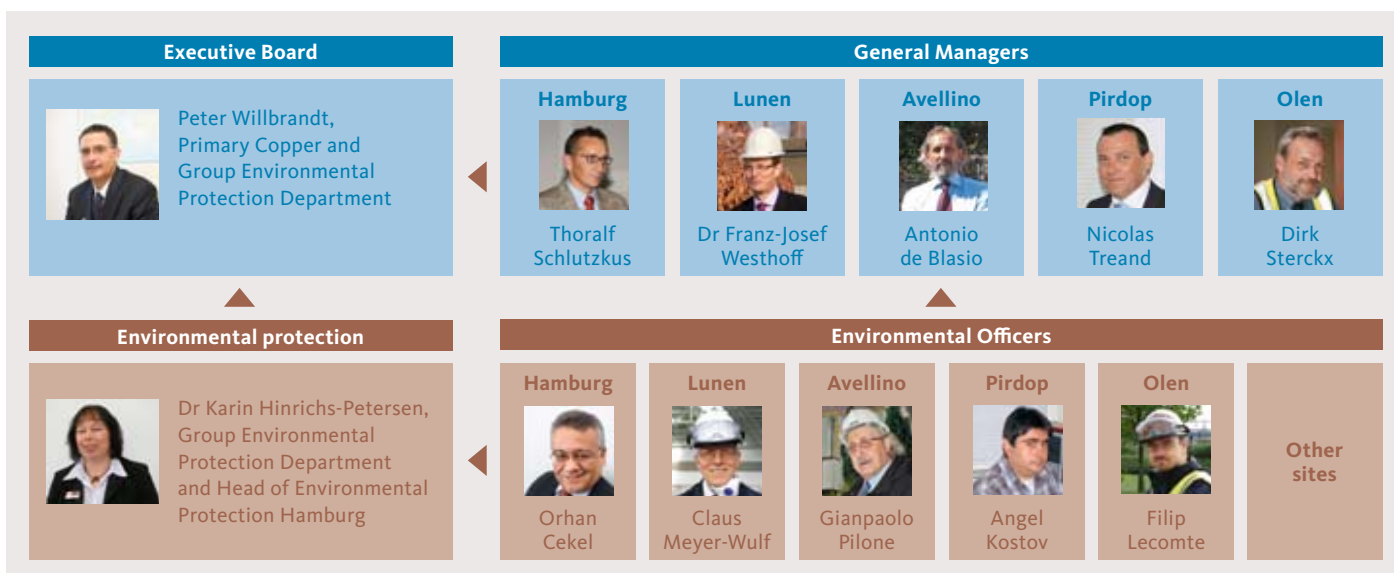 Executive Board
Peter Willbrandt,
Primary Copper and
Group Environmental
Protection Department
General Managers
Hamburg
Thoralf
Schlutzkus
Lunen
Dr Franz-Josef
Westhoff
Avellino
Antonio
de Blasio
Pirdop
Nicolas
Treand
Olen
Dirk
Sterckx
Environmental protection
Dr Karin Hinrichs-Petersen,
Group Environmental
Protection Department
and Head of Environmental
Protection Hamburg
Environmental Officers
Hamburg
Orhan
Cekel
Lunen
Claus
Meyer-Wulf
Avellino
Gianpaolo
Pilone
Pirdop
Angel
Kostov
Olen
Filip
Lecomte
Other
sites